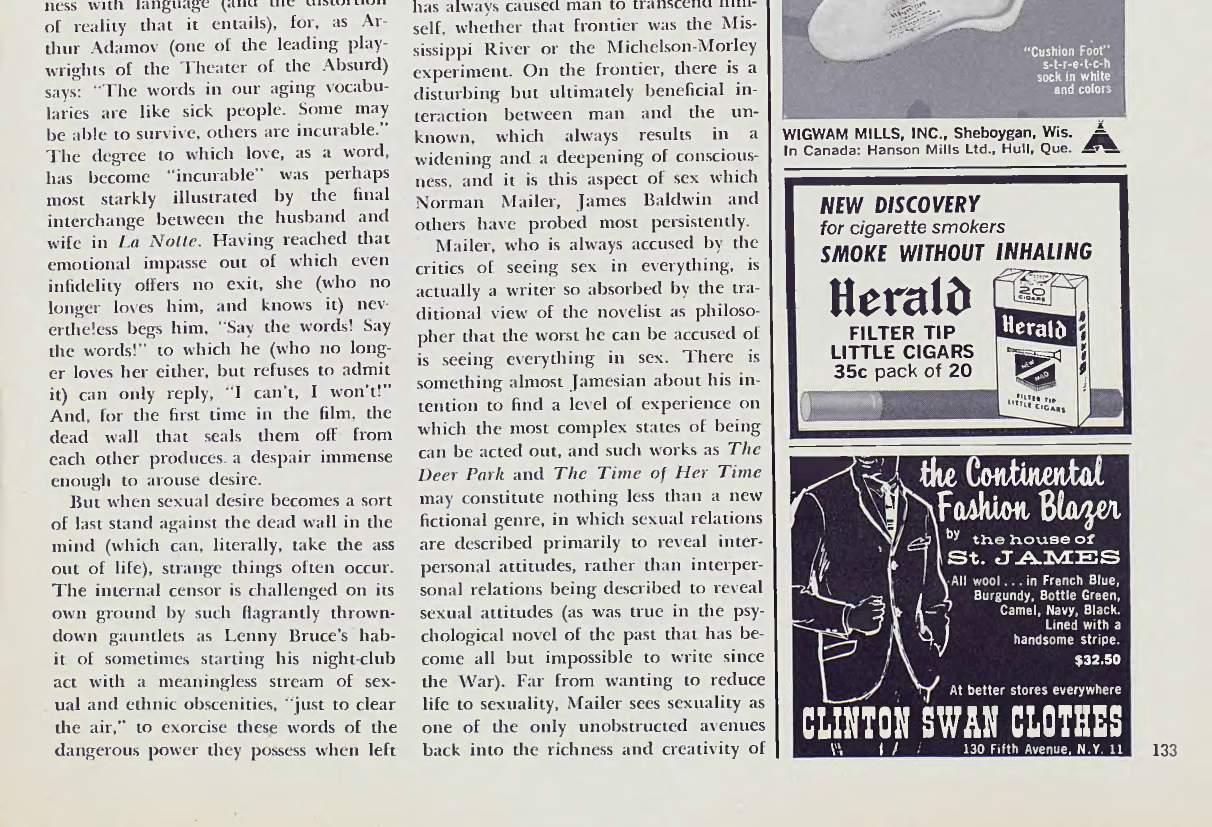 ness with language (and the distortion
of reality that it entails), for, as Ar-
thur Adamov (one of the leading play-
wrights of the Theater of the Absurd)
says: "The words in our aging vocabu-
laries are like sick people. Some may
be able to survive, others are incurable."
The degree to which love, as a word,
has become "incurable" was perhaps
most starkly illustrated by the final
interchange between the husband and
wife in La Notte. Having reached that
emotional impasse out of which even
infidelity offers no exit, she (who no
longer loves him, and knows it) nev-
ertheless begs him, "Say the words! Say
the words!" to which he (who no long-
er loves her either, but refuses to admit
it) can only reply, "I can't, I won't!"
And, for the first time in the film, the
dead wall that seals them off from
each other produces a despair immense
enough to arouse desire.
But when sexual desire becomes a sort
of last stand against the dead wall in the
mind (which can, literally, take the ass
out of life), strange things often occur.
The internal censor is challenged on its
own ground by such flagrantly thrown-
down gauntlets as Lenny Bruce's hab-
it of sometimes starting his night-club
act with a meaningless stream of sex-
ual and ethnic obscenities, "just to clear
the air," to exorcise these words of the
dangerous power they possess when left
has always caused man to transcend him-
self, whether that frontier was the Mis-
sissippi River or the Michelson-Morley
experiment. On the frontier, there is a
disturbing but ultimately beneficial in-
teraction between man and the un-
known, which always results in a
widening and a deepening of conscious-
ness, and it is this aspect of sex which
Norman Mailer, James Baldwin and
others have probed most persistently.
Mailer, who is always accused by the
critics of seeing sex in everything, is
actually a writer so absorbed by the tra-
ditional view of the novelist as philoso-
pher that the worst he can be accused of
is seeing everything in sex. There is
something almost Jamesian about his in-
tention to find a level of experience on
which the most complex states of being
can be acted out, and such works as The
Deer Park and The Time of Her Time
may constitute nothing less than a new
fictional genre, in which sexual relations
are described primarily to reveal inter-
personal attitudes, rather than interper-
sonal relations being described to reveal
sexual attitudes (as was true in the psy-
chological novel of the past that has be-
come all but impossible to write since
the War). Far from wanting to reduce
life to sexuality, Mailer sees sexuality as
one of the only unobstructed avenues
back into the richness and creativity of
"Cushion Foot"
s-t-r-e-t-c-h
sock in white
and colors
WIGWAM MILLS, INC., Sheboygan, Wis.
In Canada: Hanson Mills Ltd., Hull, Que.
NEW DISCOVERY
for cigarette smokers
SMOKE WITHOUT INHALING
Herald
FILTER TIP
LITTLE CIGARS
35c pack of 20
20
CIGARS
Herald
NEW
MILD
FILTER TIP
LITTLE CIGARS
Herald
the Continental
Fashion Blazer
by the house of
St. JAMES
All wool...in French Blue,
Burgundy, Bottle Green,
Camel, Navy, Black.
Lined with a
handsome stripe.
$32.50
At better stores everywhere
CLINTON SWAN CLOTHES
130 Fifth Avenue, N.Y. 11
133